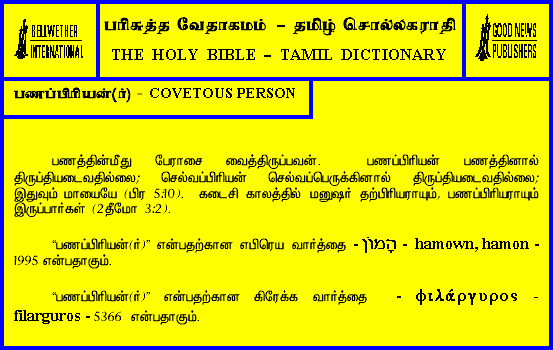 BELLWETHER
INTERNATIONAL
பரிசுத்த வேதாகமம் – தமிழ் சொல்லகராதி
THE HOLY BIBLE – TAMIL DICTIONARY
GOOD NEWS
PUBLISHERS
பணப்பிரியன்(ர்) - COVETOUS PERSON
பணத்தின்மீது பேராசை வைத்திருப்பவன். பணப்பிரியன் பணத்தினால்
திருப்தியடைவதில்லை; செல்வப்பிரியன் செல்வப்பெருக்கினால் திருப்தியடைவதில்லை;
இதுவும் மாயையே (பிர 5:10). கடைசி காலத்தில் மனுஷர் தற்பிரியராயும், பணப்பிரியராயும்
இருப்பார்கள் (2தீமோ 3:2).
“பணப்பிரியன்(ர்)” என்பதற்கான எபிரெய வார்த்தை - הָמוֹן - hamown, hamon -
1995 என்பதாகும்.
“பணப்பிரியன்(ர்)” என்பதற்கான கிரேக்க வார்த்தை - φιλάργυρος -
filarguros - 5366 என்பதாகும்.